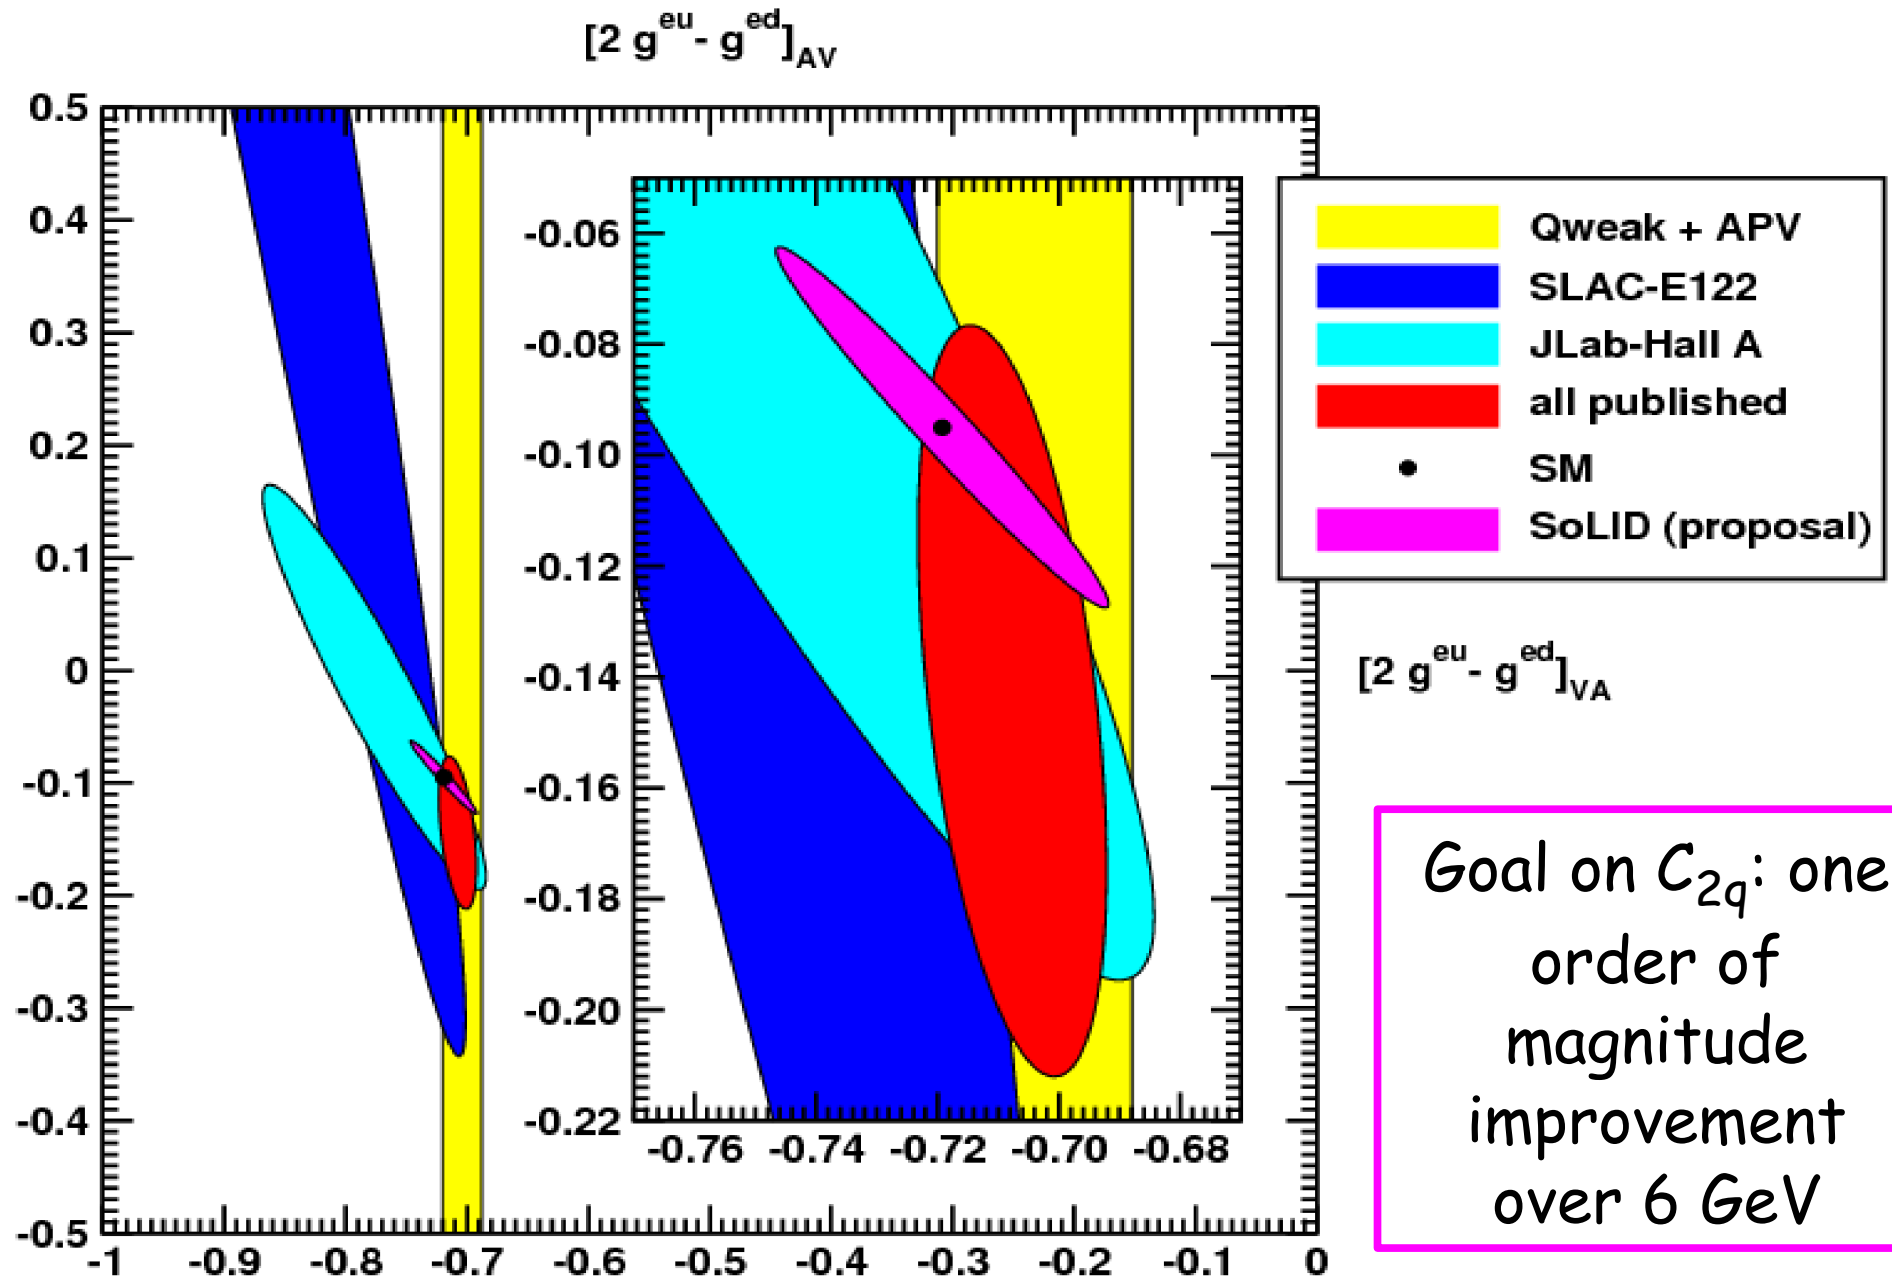 [2 g^eu - g^ed]_AV
0.5
0.4
0.3
0.2
0.1
0
-0.1
-0.2
-0.3
-0.4
-0.5
-1 -0.9 -0.8 -0.7 -0.6 -0.5 -0.4 -0.3 -0.2 -0.1 0
-0.06
-0.08
-0.10
-0.12
-0.14
-0.16
-0.18
-0.20
-0.22
-0.76 -0.74 -0.72 -0.70 -0.68
Qweak + APV
SLAC-E122
JLab-Hall A
all published
SM
SoLID (proposal)
[2 g^eu - g^ed]_VA
Goal on C_2q: one
order of
magnitude
improvement
over 6 GeV